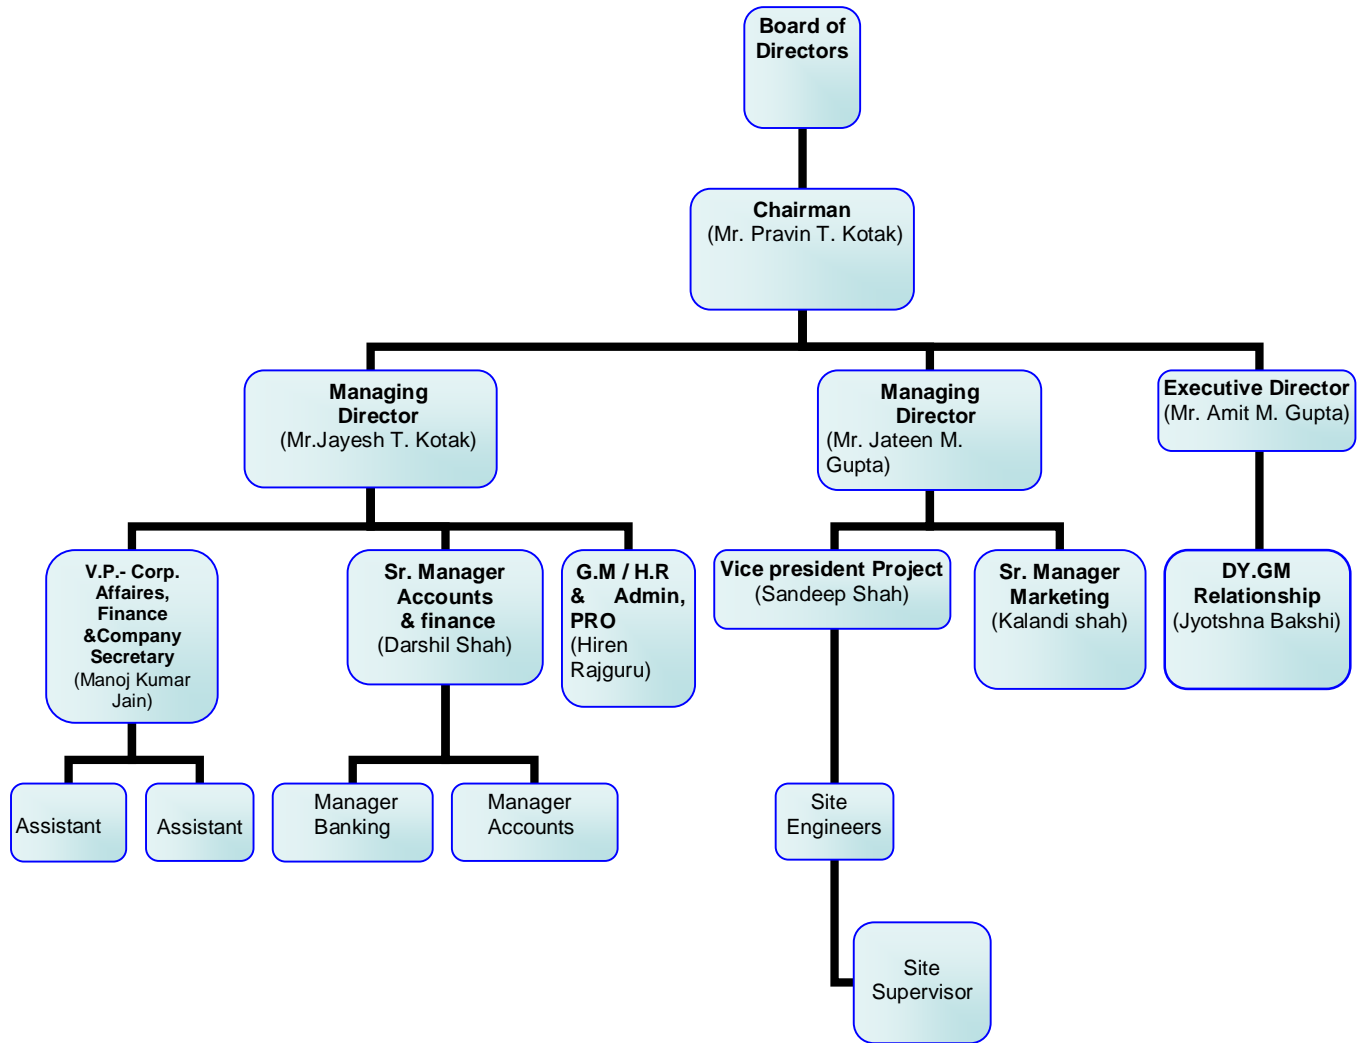 Board of
Directors
Chairman
(Mr. Pravin T. Kotak)
Managing
Director
(Mr.Jayesh T. Kotak)
Managing
Director
(Mr. Jateen M.
Gupta)
Executive Director
(Mr. Amit M. Gupta)
V.P.- Corp.
Affaires,
Finance
&Company
Secretary
(Manoj Kumar
Jain)
Sr. Manager
Accounts
& finance
(Darshil Shah)
G.M / H.R
& Admin,
PRO
(Hiren
Rajguru)
Vice president Project
(Sandeep Shah)
Sr. Manager
Marketing
(Kalandi shah)
DY.GM
Relationship
(Jyotshna Bakshi)
Assistant
Assistant
Manager
Banking
Manager
Accounts
Site
Engineers
Site
Supervisor